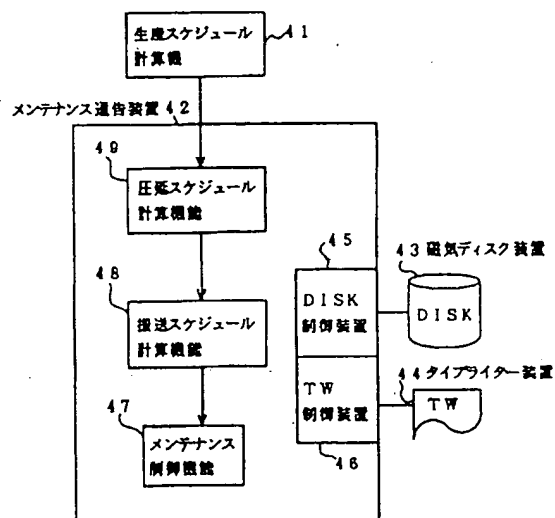 生産スケジュール
計算機
41
メンテナンス通告装置 42
49
圧延スケジュール
計算機能
48
搬送スケジュール
計算機能
47
メンテナンス
制御機能
45
DISK
制御装置
TW
制御装置
46
43 磁気ディスク装置
DISK
44 タイプライター装置
TW